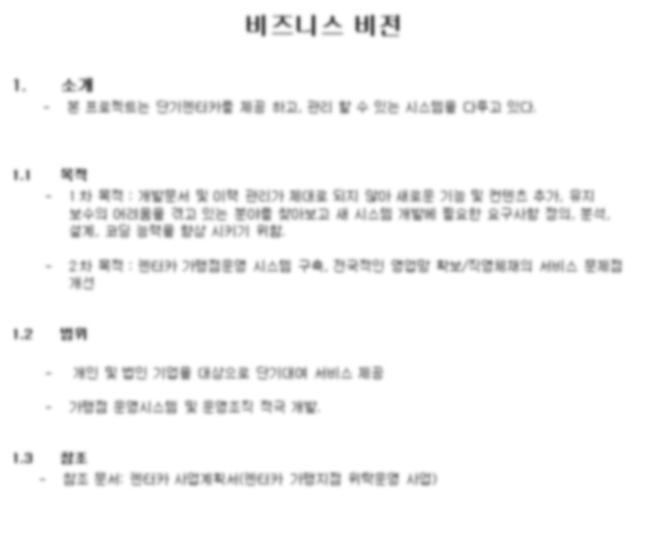 비즈니스 비전
1. 소개
- 본 프로젝트는 단기렌터카를 제공 하고, 관리 할 수 있는 시스템을 다루고 있다.
1.1 목적
- 1차 목적 : 개발문서 및 이력 관리가 제대로 되지 않아 새로운 기능 및 컨텐츠 추가, 유지
보수의 어려움을 겪고 있는 분야를 찾아보고 새 시스템 개발에 필요한 요구사항 정의, 분석,
설계, 코딩 능력을 향상 시키기 위함.
- 2차 목적 : 렌터카 가맹점운영 시스템 구축, 전국적인 영업망 확보/직영체재의 서비스 문제점
개선
1.2 범위
- 개인 및 법인 기업을 대상으로 단기대여 서비스 제공
- 가맹점 운영시스템 및 운영조직 적극 개발.
1.3 참조
- 참조 문서: 렌터카 사업계획서(렌터카 가맹지점 위탁운영 사업)